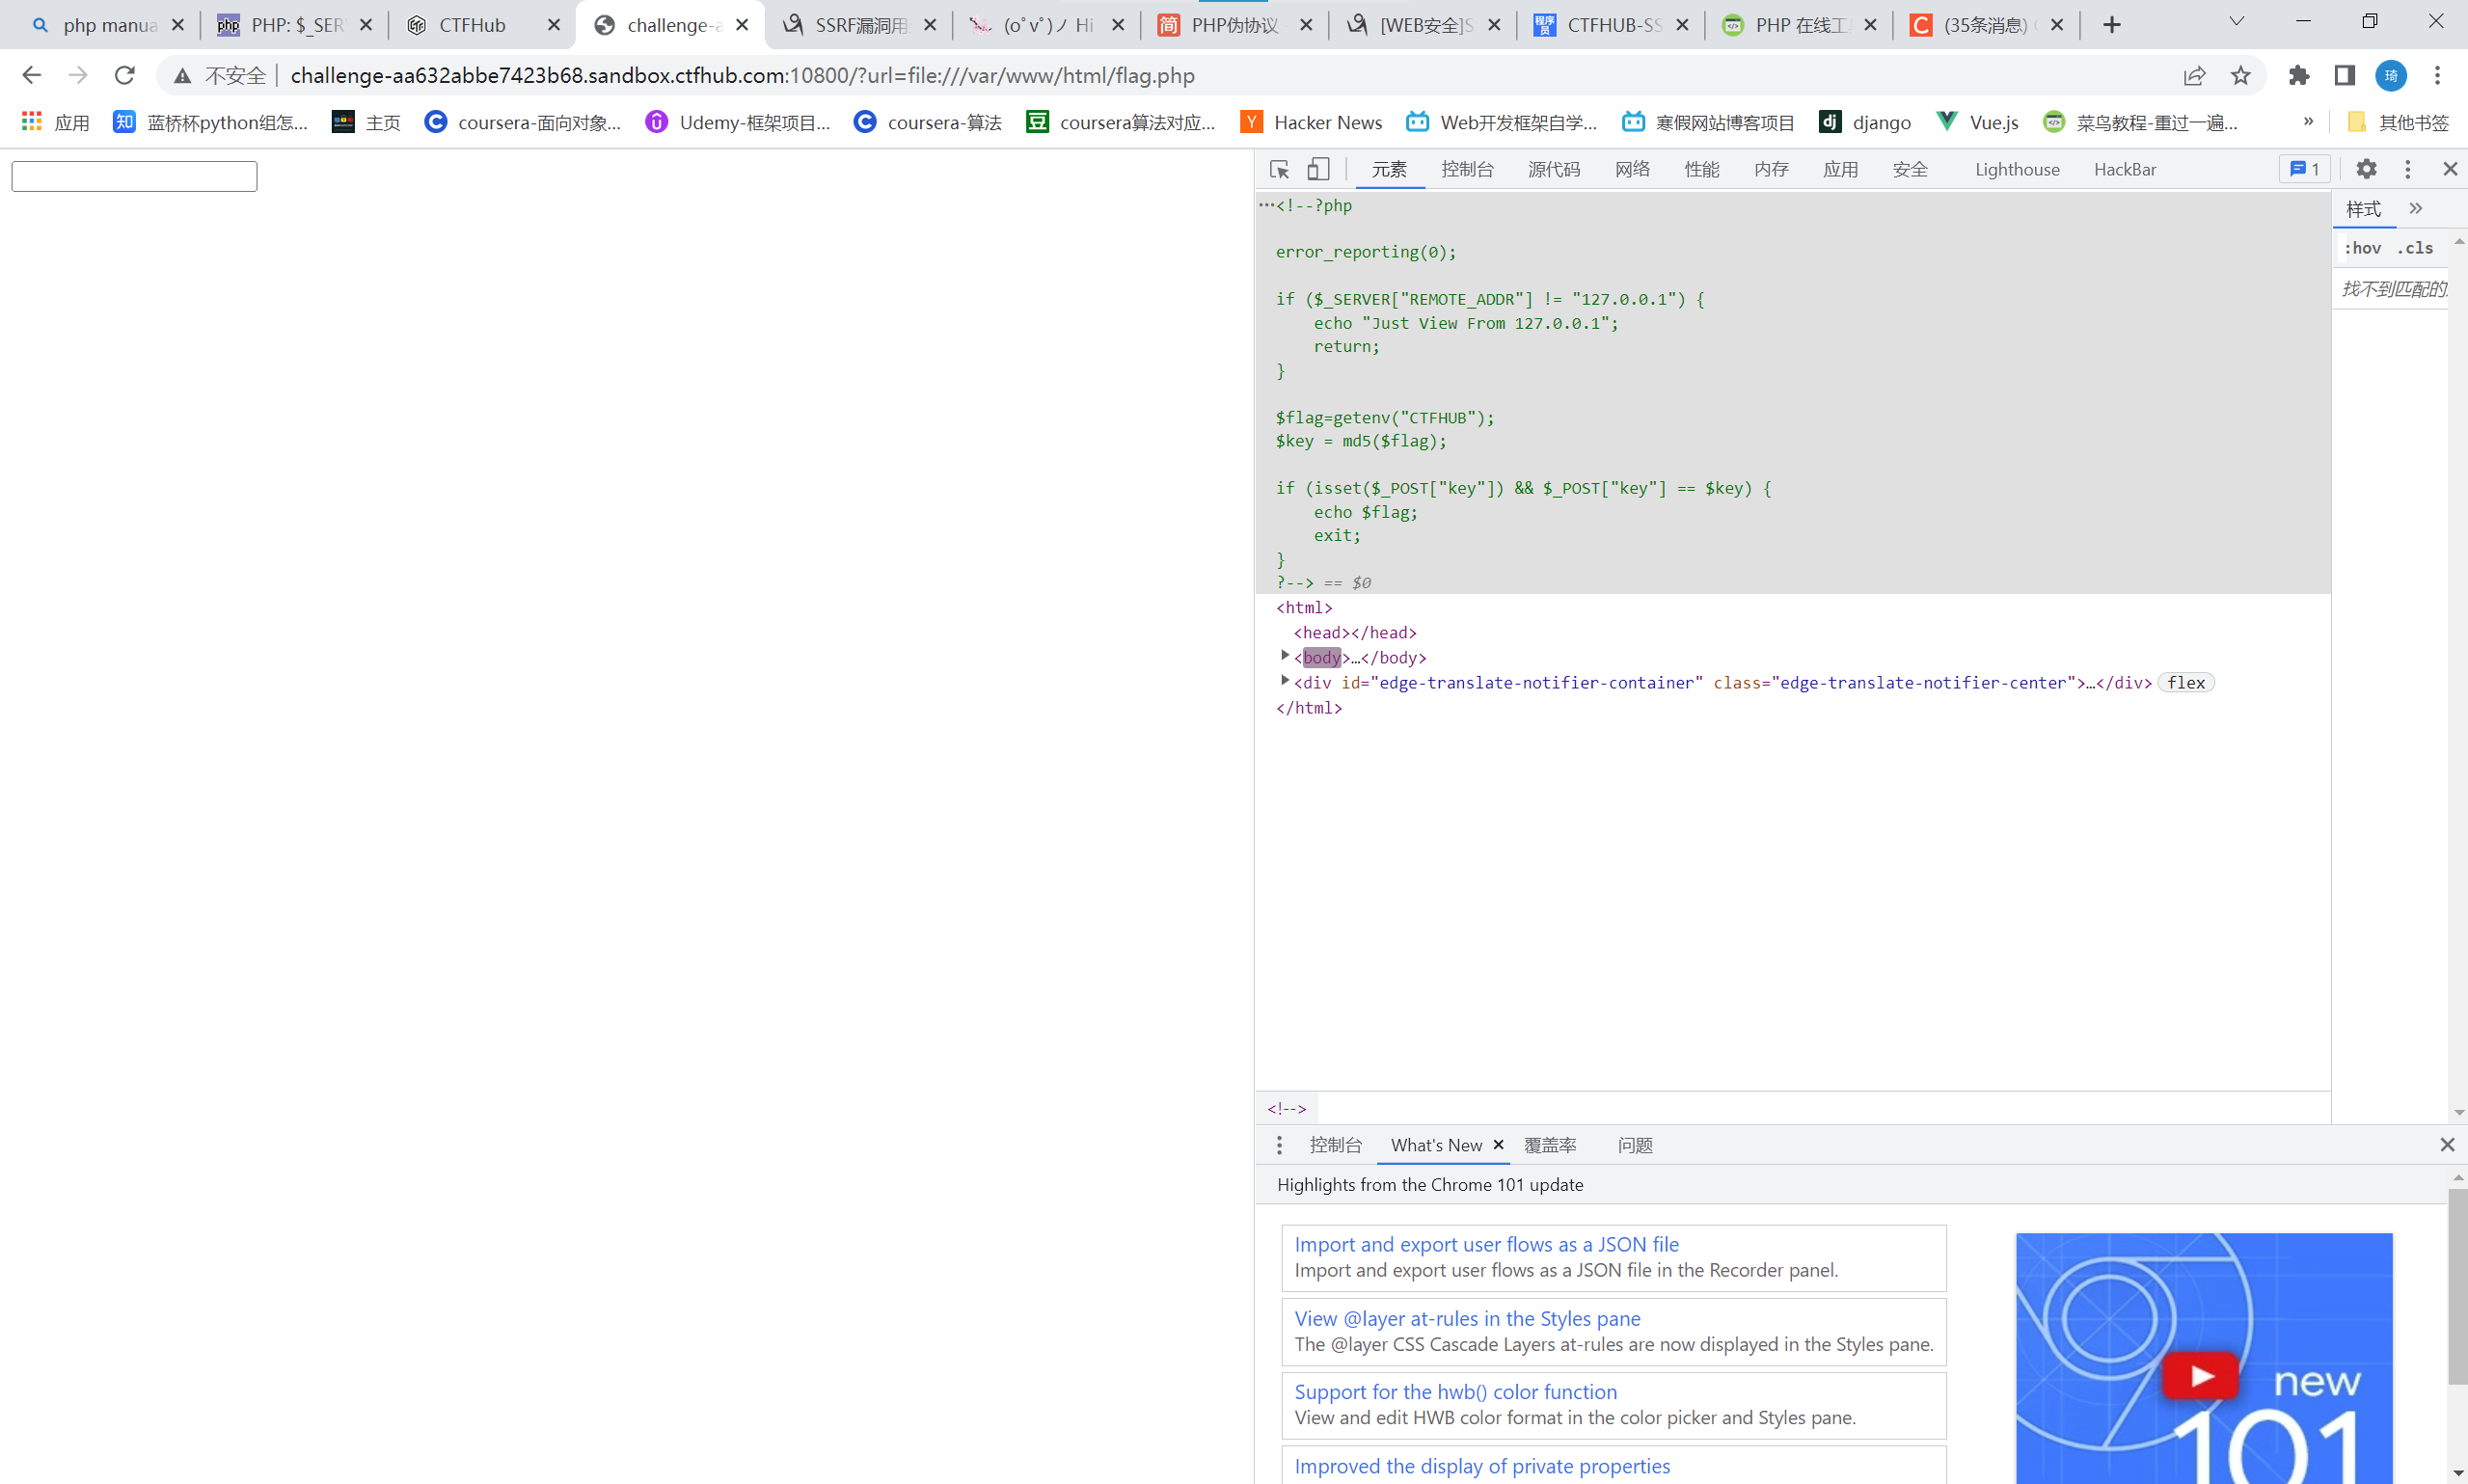 php manua
PHP: $_SER
CTFHub
challenge-a
SSRF漏洞用
(oﾟvﾟ)ノ Hi
PHP伪协议
[WEB安全]S
CTFHUB-SS
PHP 在线工
(35条消息)
不安全
challenge-aa632abbe7423b68.sandbox.ctfhub.com:10800/?url=file:///var/www/html/flag.php
琦
应用
知 蓝桥杯python组怎...
主页
coursera-面向对象...
Udemy-框架项目...
coursera-算法
豆 coursera算法对应...
Y Hacker News
Web开发框架自学...
寒假网站博客项目
dj django
Vue.js
菜鸟教程-重过一遍...
»
其他书签
元素 控制台 源代码 网络 性能 内存 应用 安全 Lighthouse HackBar 1
样式 »
:hov .cls
找不到匹配的
<!--?php
error_reporting(0);
if ($_SERVER["REMOTE_ADDR"] != "127.0.0.1") {
echo "Just View From 127.0.0.1";
return;
}
$flag=getenv("CTFHUB");
$key = md5($flag);
if (isset($_POST["key"]) && $_POST["key"] == $key) {
echo $flag;
exit;
}
?--> == $0
<html>
<head></head>
<body>…</body>
<div id="edge-translate-notifier-container" class="edge-translate-notifier-center">…</div> flex
</html>
<!-->
控制台 What's New 覆盖率 问题
Highlights from the Chrome 101 update
Import and export user flows as a JSON file
Import and export user flows as a JSON file in the Recorder panel.
View @layer at-rules in the Styles pane
The @layer CSS Cascade Layers at-rules are now displayed in the Styles pane.
Support for the hwb() color function
View and edit HWB color format in the color picker and Styles pane.
Improved the display of private properties
new
101